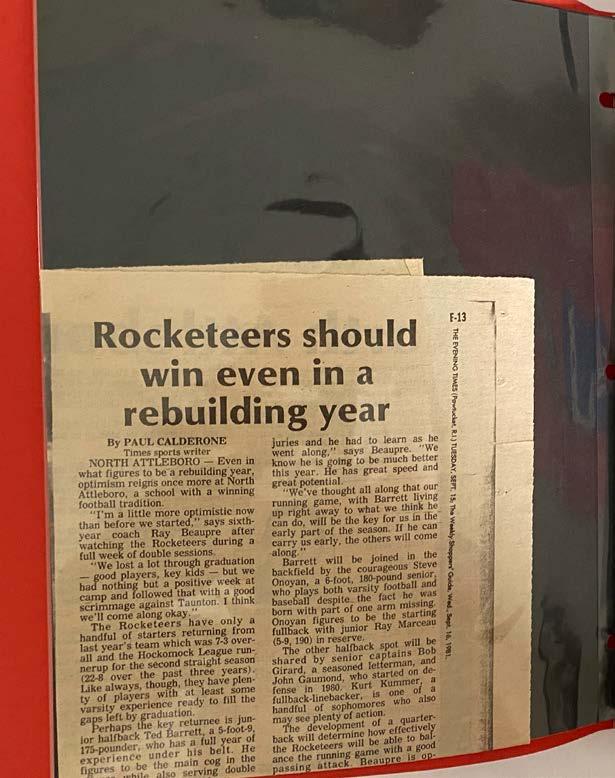 Rocketeers should
win even in a
rebuilding year
By PAUL CALDERONE
Times sports writer
NORTH ATTLEBORO — Even in
what figures to be a rebuilding year,
optimism reigns once more at North
Attleboro, a school with a winning
football tradition.
"I'm a little more optimistic now
than before we started," says sixth-
year coach Ray Beaupre after
watching the Rocketeers during a
full week of double sessions.
"We lost a lot through graduation
— good players, key kids — but we
had nothing but a positive week at
camp and followed that with a good
scrimmage against Taunton. I think
we'll come along okay."
The Rocketeers have only a
handful of starters returning from
last year's team which was 7-3 over-
all and the Hockomock League run-
nerup for the second straight season
(22-8 over the past three years).
Like always, though, they have plen-
ty of players with at least some
varsity experience ready to fill the
gaps left by graduation.
Perhaps the key returnee is jun-
ior halfback Ted Barrett, a 5-foot-9,
175-pounder, who has a full year of
experience under his belt. He
figures to be the main cog in the
while also serving double
juries and he had to learn as he
went along," says Beaupre. "We
know he is going to be much better
this year. He has great speed and
great potential.
"We've thought all along that our
running game, with Barrett living
up right away to what we think he
can do, will be the key for us in the
early part of the season. If he can
carry us early, the others will come
along."
Barrett will be joined in the
backfield by the courageous Steve
Onoyan, a 6-foot, 180-pound senior,
who plays both varsity football and
baseball despite the fact he was
born with part of one arm missing.
Onoyan figures to be the starting
fullback with junior Ray Marceau
(5-9, 190) in reserve.
The other halfback spot will be
shared by senior captains Bob
Girard, a seasoned letterman, and
John Gaumond, who started on de-
fense in 1980. Kurt Kummer, a
fullback-linebacker, is one of a
handful of sophomores who also
may see plenty of action.
The development of a quarter-
back will determine how effectively
the Rocketeers will be able to bal-
ance the running game with a good
passing attack. Beaupre is op-
F-13
THE EVENING TIMES (Pawtucket, R.I.) TUESDAY, SEPT. 15, The Weekly Shoppers' Guide, Wed., Sept. 16, 1981.